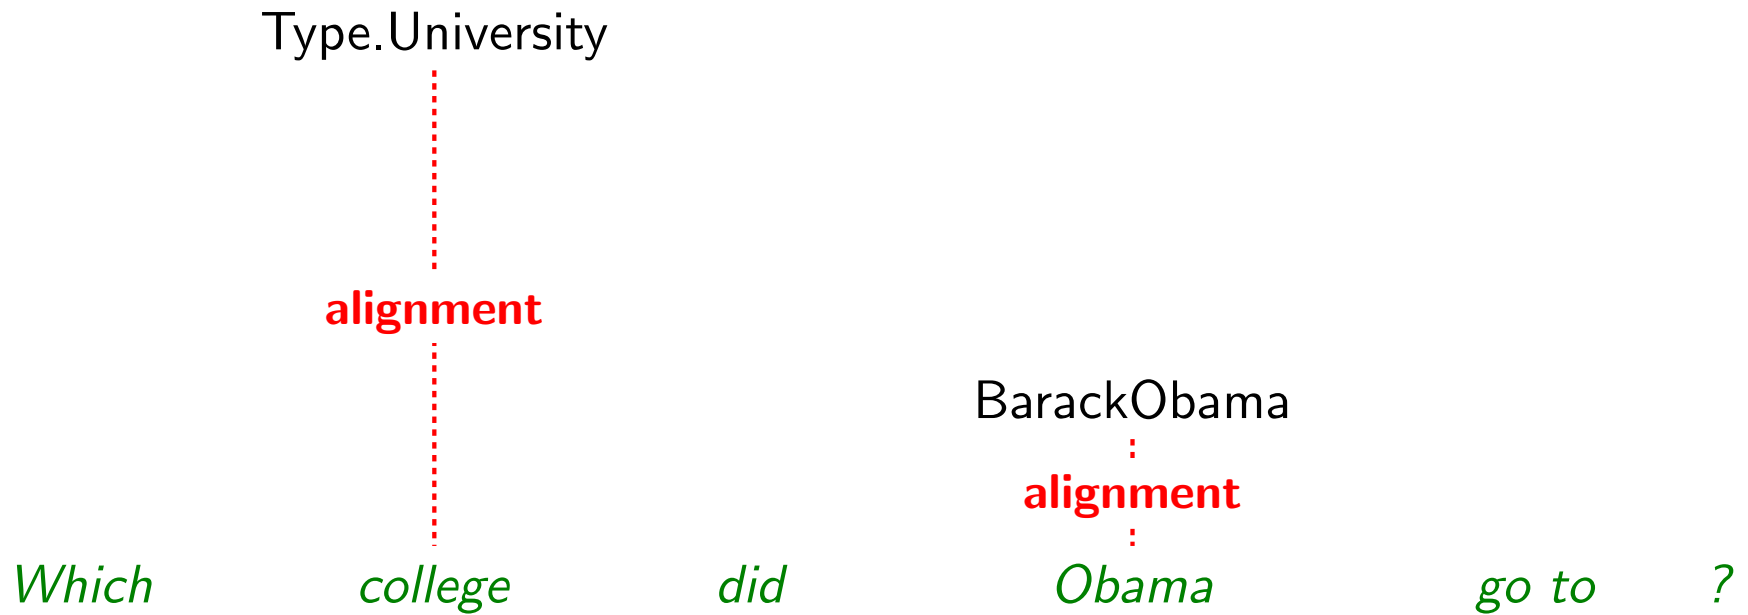 Type.University
alignment
BarackObama
alignment
Which college did Obama go to ?